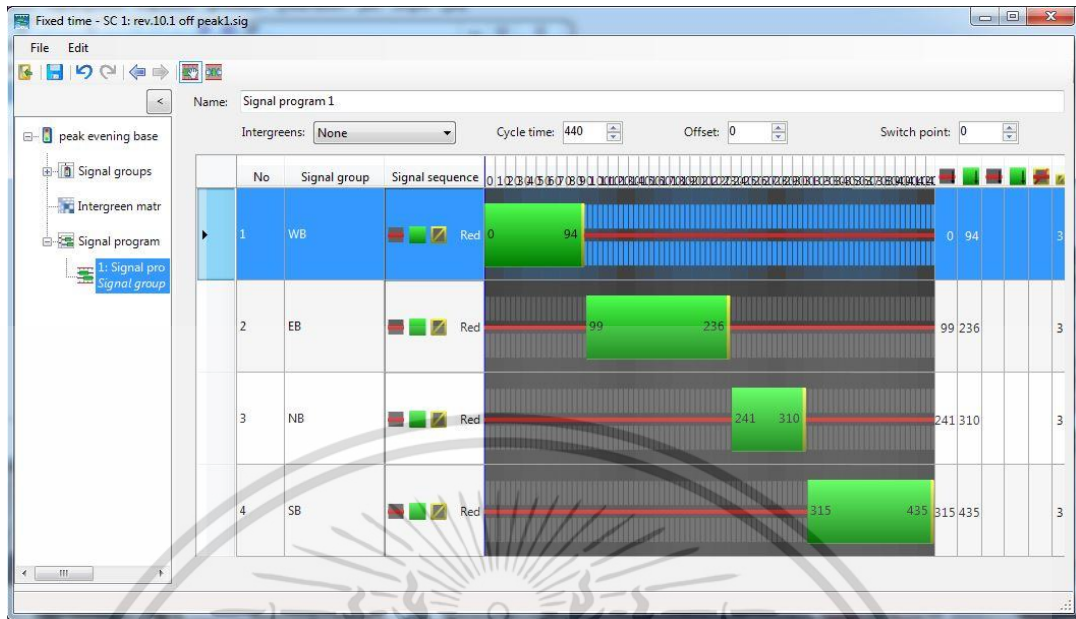 Fixed time - SC 1: rev.10.1 off peak1.sig
File Edit
< Name: Signal program 1
Intergreens: None Cycle time: 440 Offset: 0 Switch point: 0
peak evening base
Signal groups
Intergreen matr
Signal program
1: Signal pro
Signal group
No Signal group Signal sequence
1 WB Red 0 94 0 94 3
2 EB Red 99 236 99 236 3
3 NB Red 241 310 241 310 3
4 SB Red 315 435 315 435 3